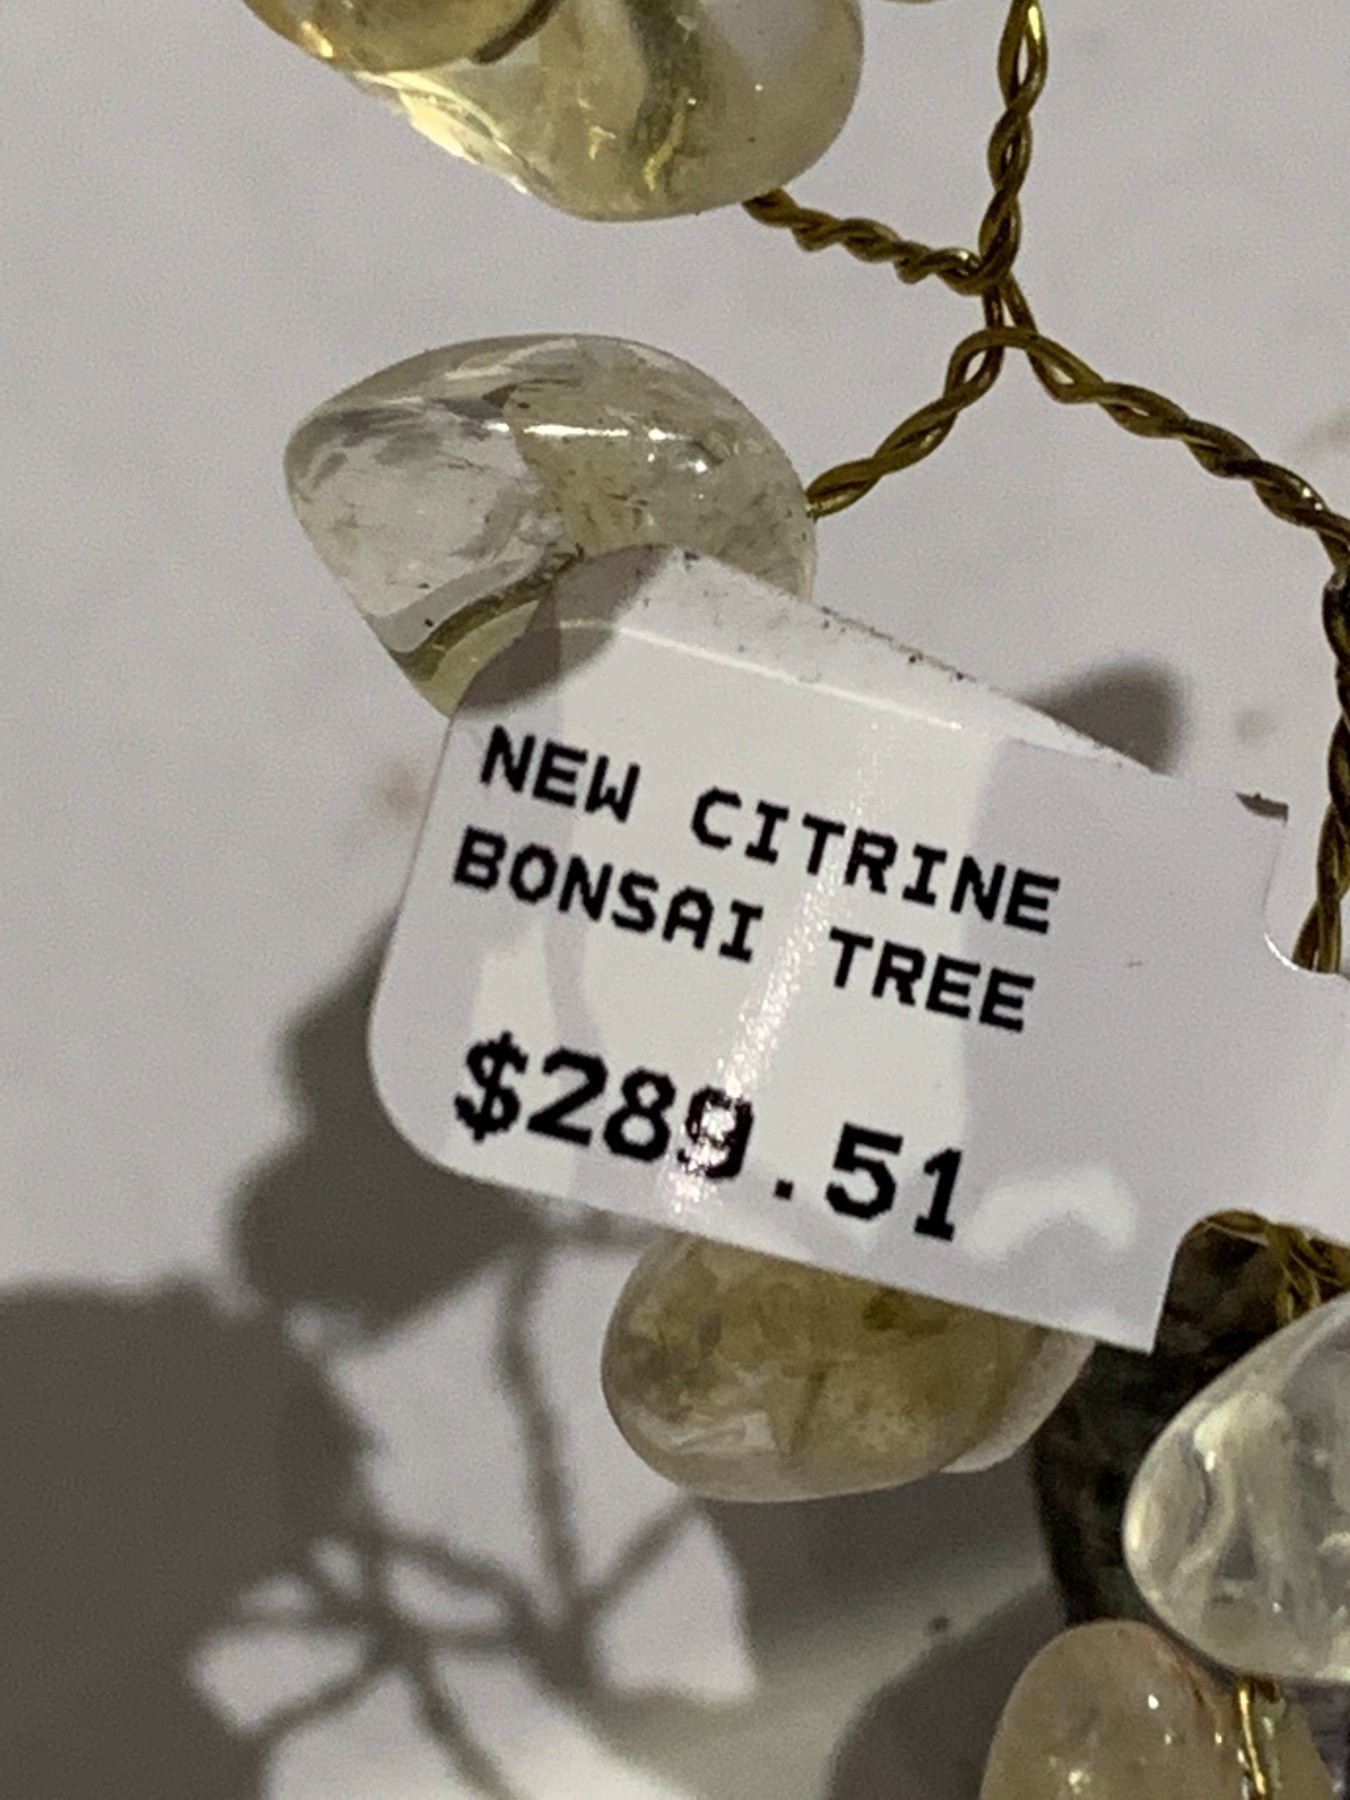 NEW CITRINE
BONSAI TREE
$289.51